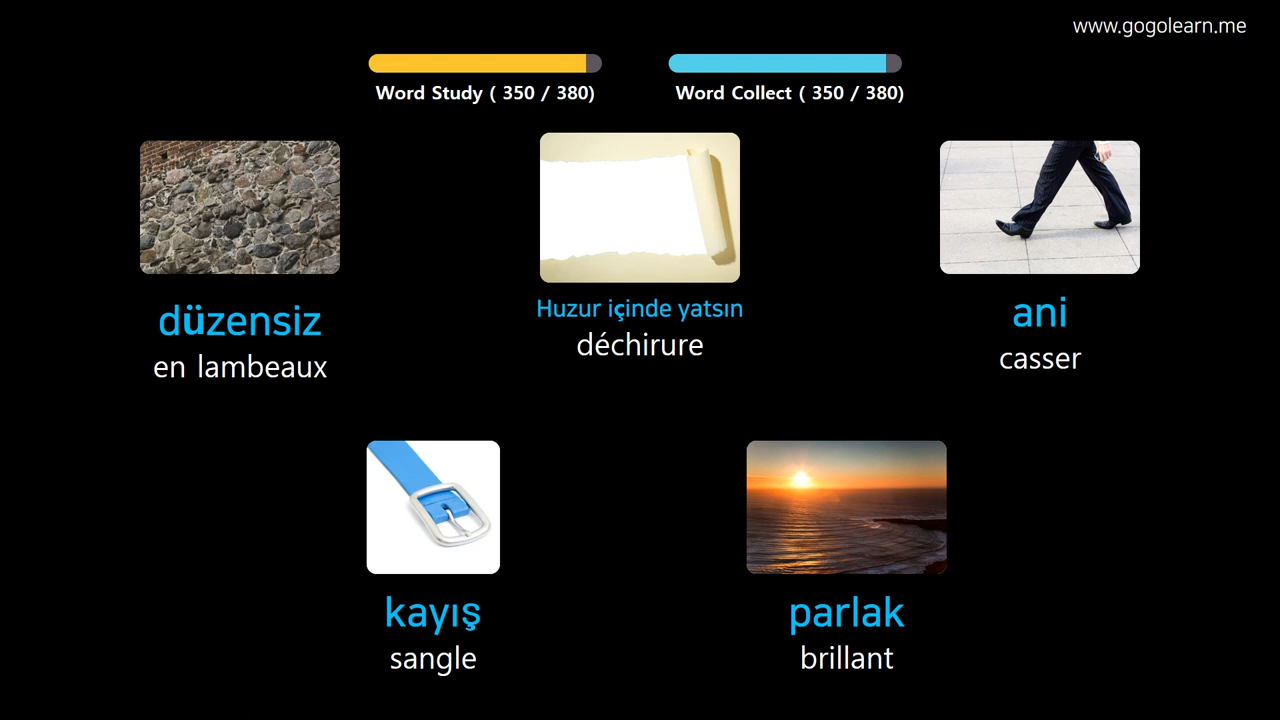 www.gogolearn.me
Word Study ( 350 / 380)
Word Collect ( 350 / 380)
düzensiz
en lambeaux
Huzur içinde yatsın
déchirure
ani
casser
kayış
sangle
parlak
brillant